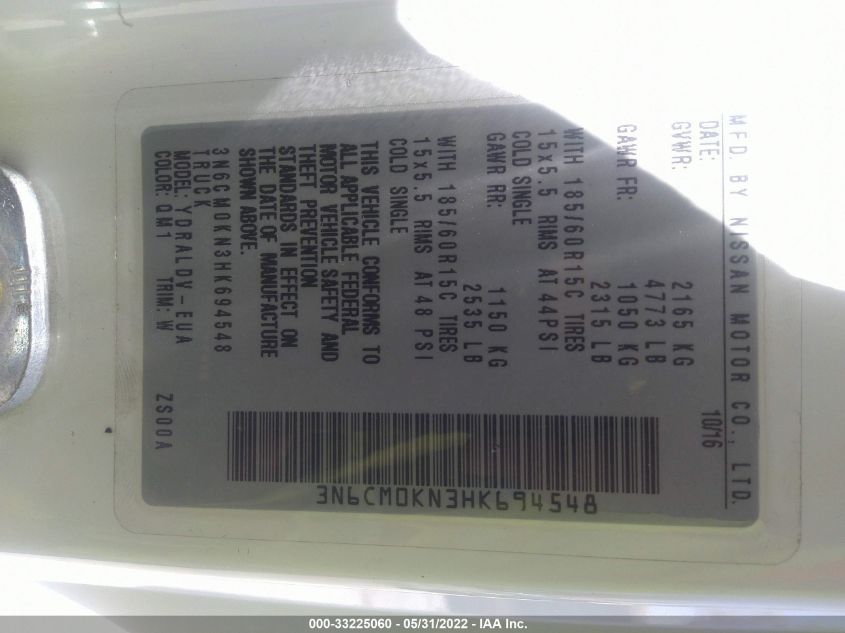 MFD. BY NISSAN MOTOR CO., LTD.
DATE: 10/16
GVWR: 2165 KG
4773 LB
GAWR FR: 1050 KG
2315 LB
WITH 185/60R15C TIRES
15x5.5 RIMS AT 44PSI
COLD SINGLE
GAWR RR: 1150 KG
2535 LB
WITH 185/60R15C TIRES
15x5.5 RIMS AT 48 PSI
COLD SINGLE
THIS VEHICLE CONFORMS TO
ALL APPLICABLE FEDERAL
MOTOR VEHICLE SAFETY AND
THEFT PREVENTION
STANDARDS IN EFFECT ON
THE DATE OF MANUFACTURE
SHOWN ABOVE.
3N6CM0KN3HK694548
TRUCK
MODEL: YDRALDV-EUA
COLOR: QM1 TRIM: W ZS00A
3N6CM0KN3HK694548
000-33225060 - 05/31/2022 - IAA Inc.